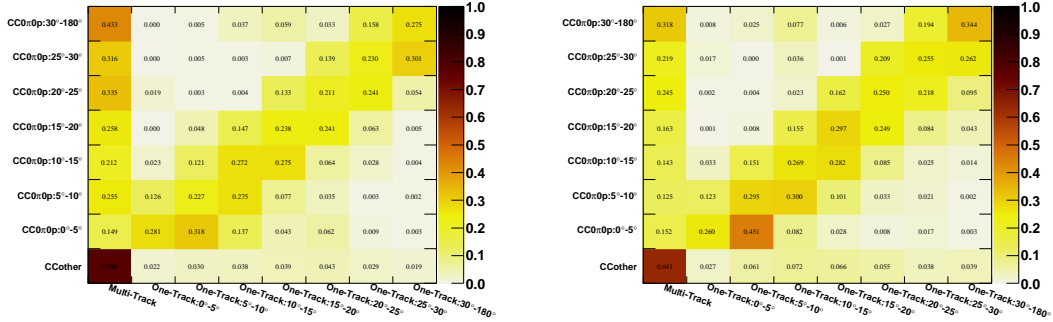 CC0π0p:30°-180° 0.433 0.000 0.005 0.037 0.059 0.033 0.158 0.275
CC0π0p:25°-30° 0.316 0.000 0.005 0.003 0.007 0.139 0.230 0.301
CC0π0p:20°-25° 0.335 0.019 0.003 0.004 0.133 0.211 0.241 0.054
CC0π0p:15°-20° 0.258 0.000 0.048 0.147 0.238 0.241 0.063 0.005
CC0π0p:10°-15° 0.212 0.023 0.121 0.272 0.275 0.064 0.028 0.004
CC0π0p:5°-10° 0.255 0.126 0.227 0.275 0.077 0.035 0.003 0.002
CC0π0p:0°-5° 0.149 0.281 0.318 0.137 0.043 0.062 0.009 0.003
CCother 0.022 0.030 0.038 0.039 0.043 0.029 0.019
Multi-Track One-Track:0°-5° One-Track:5°-10° One-Track:10°-15° One-Track:15°-20° One-Track:20°-25° One-Track:25°-30° One-Track:30°-180°
1.0
0.9
0.8
0.7
0.6
0.5
0.4
0.3
0.2
0.1
0.0
CC0π0p:30°-180° 0.318 0.008 0.025 0.077 0.006 0.027 0.194 0.344
CC0π0p:25°-30° 0.219 0.017 0.000 0.036 0.001 0.209 0.255 0.262
CC0π0p:20°-25° 0.245 0.002 0.004 0.023 0.162 0.250 0.218 0.095
CC0π0p:15°-20° 0.163 0.001 0.008 0.155 0.297 0.249 0.084 0.043
CC0π0p:10°-15° 0.143 0.033 0.151 0.269 0.282 0.085 0.025 0.014
CC0π0p:5°-10° 0.125 0.123 0.295 0.300 0.101 0.033 0.021 0.002
CC0π0p:0°-5° 0.152 0.260 0.451 0.082 0.028 0.008 0.017 0.003
CCother 0.641 0.027 0.061 0.072 0.066 0.055 0.028 0.039
Multi-Track One-Track:0°-5° One-Track:5°-10° One-Track:10°-15° One-Track:15°-20° One-Track:20°-25° One-Track:25°-30° One-Track:30°-180°
1.0
0.9
0.8
0.7
0.6
0.5
0.4
0.3
0.2
0.1
0.0